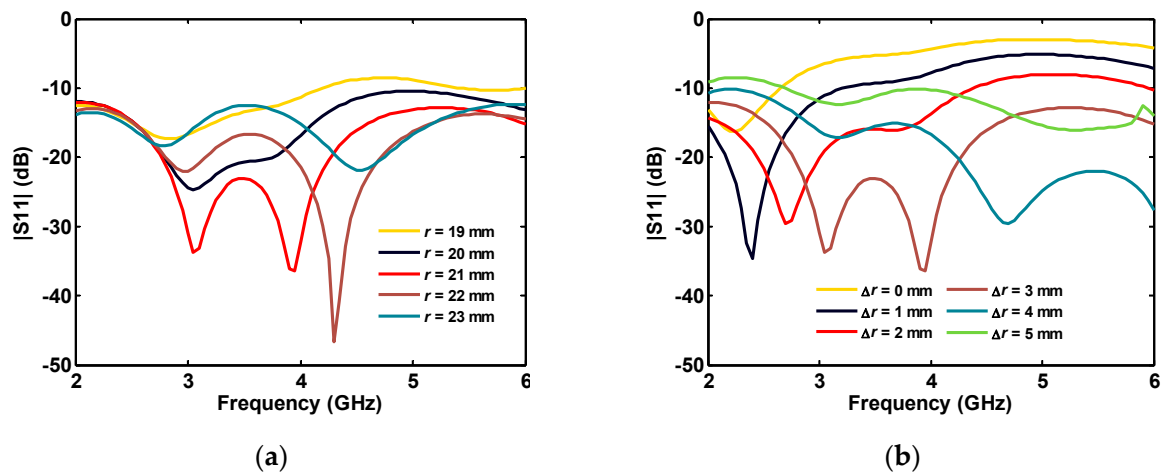 0
-10
-20
-30
-40
-50
|S11| (dB)
2
3
4
5
6
Frequency (GHz)
r = 19 mm
r = 20 mm
r = 21 mm
r = 22 mm
r = 23 mm
(a)
0
-10
-20
-30
-40
-50
|S11| (dB)
2
3
4
5
6
Frequency (GHz)
Δr = 0 mm
Δr = 1 mm
Δr = 2 mm
Δr = 3 mm
Δr = 4 mm
Δr = 5 mm
(b)